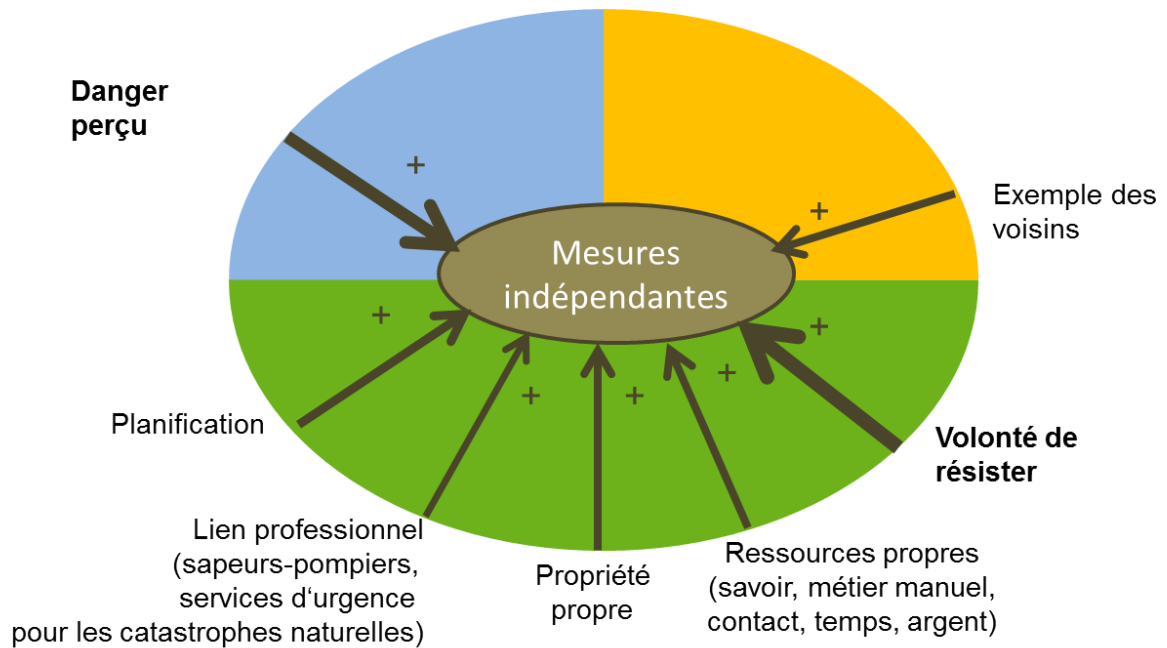 Danger
perçu
+
Exemple des
voisins
+
Mesures
indépendantes
+
+
+
+
+
Planification
Volonté de
résister
Lien professionnel
(sapeurs-pompiers,
services d‘urgence
pour les catastrophes naturelles)
Propriété
propre
Ressources propres
(savoir, métier manuel,
contact, temps, argent)